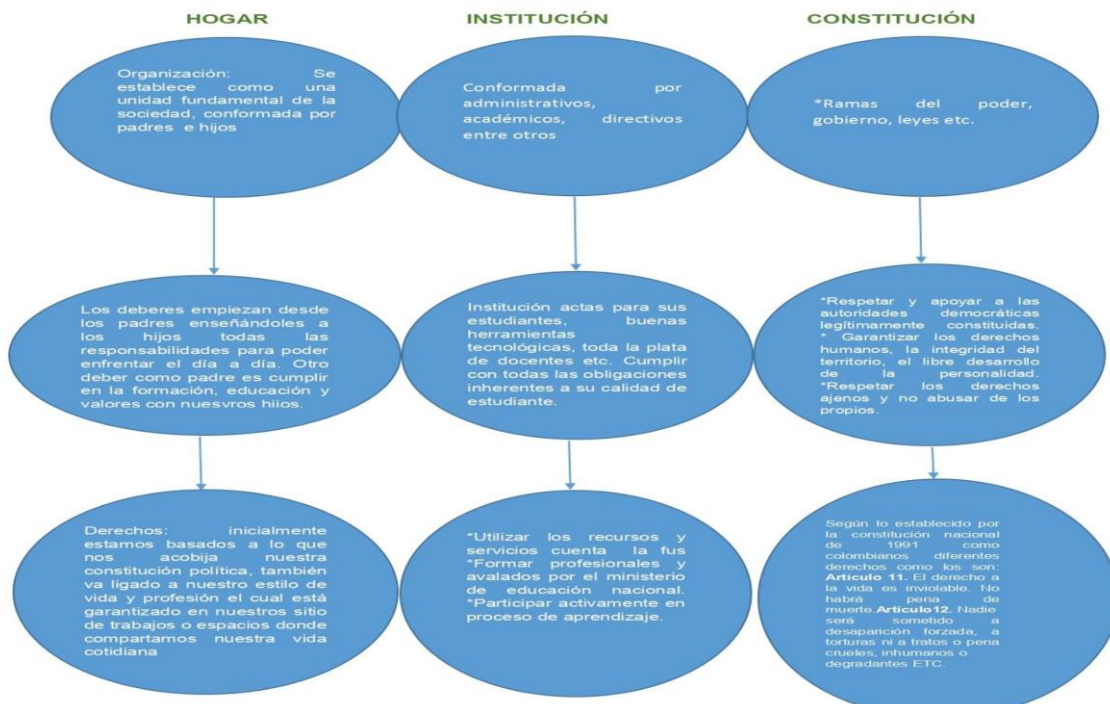 HOGAR
INSTITUCIÓN
CONSTITUCIÓN
Organización: Se
establece como una
unidad fundamental de la
sociedad, conformada por
padres e hijos
Conformada por
administrativos,
académicos, directivos
entre otros
*Ramas del poder,
gobierno, leyes etc.
Los deberes empiezan desde
los padres enseñándoles a
los hijos todas las
responsabilidades para poder
enfrentar el día a día. Otro
deber como padre es cumplir
en la formación, educación y
valores con nuesvros hiios.
Institución actas para sus
estudiantes, buenas
herramientas
tecnológicas, toda la plata
de docentes etc. Cumplir
con todas las obligaciones
inherentes a su calidad de
estudiante.
*Respetar y apoyar a las
autoridades democráticas
legítimamente constituidas.
* Garantizar los derechos
humanos, la integridad del
territorio, el libre desarrollo
de la personalidad.
*Respetar los derechos
ajenos y no abusar de los
propios.
Derechos: inicialmente
estamos basados a lo que
nos acobija nuestra
constitución política, también
va ligado a nuestro estilo de
vida y profesión el cual está
garantizado en nuestros sitio
de trabajos o espacios donde
compartamos nuestra vida
cotidiana
*Utilizar los recursos y
servicios cuenta la fus
*Formar profesionales y
avalados por el ministerio
de educación nacional.
*Participar activamente en
proceso de aprendizaje.
Según lo establecido por
la constitución nacional
de 1991 como
colombianos diferentes
derechos como los son:
Artículo 11. El derecho a
la vida es inviolable. No
habrá pena de
muerte.Artículo12. Nadie
será sometido a
desaparición forzada, a
torturas ni a tratos o pena
crueles, inhumanos o
degradantes ETC.